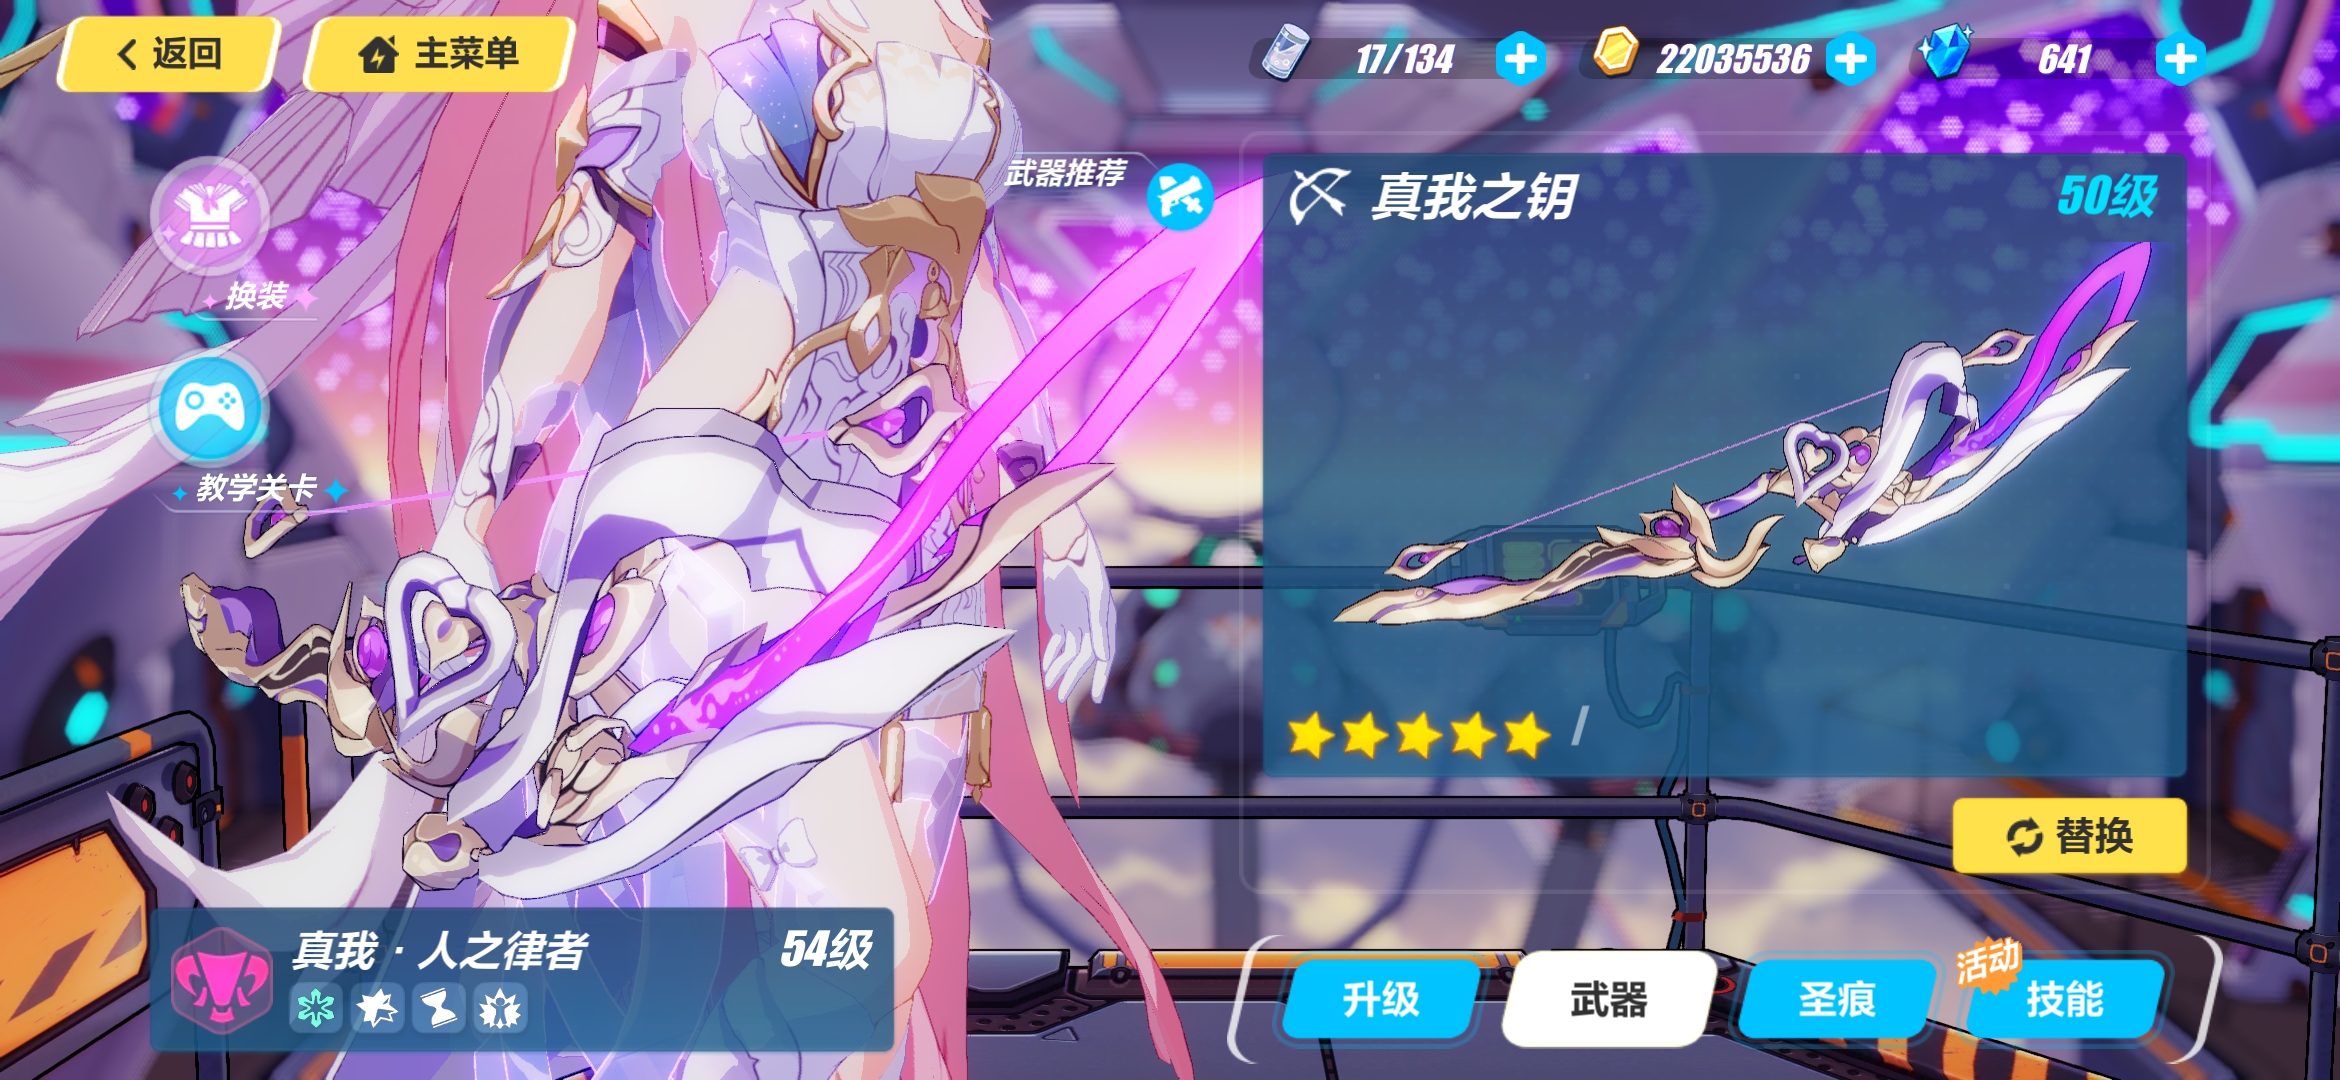 返回
主菜单
17/134
22035536
641
武器推荐
真我之钥
50级
换装
教学关卡
替换
真我·人之律者
54级
升级
武器
圣痕
活动
技能